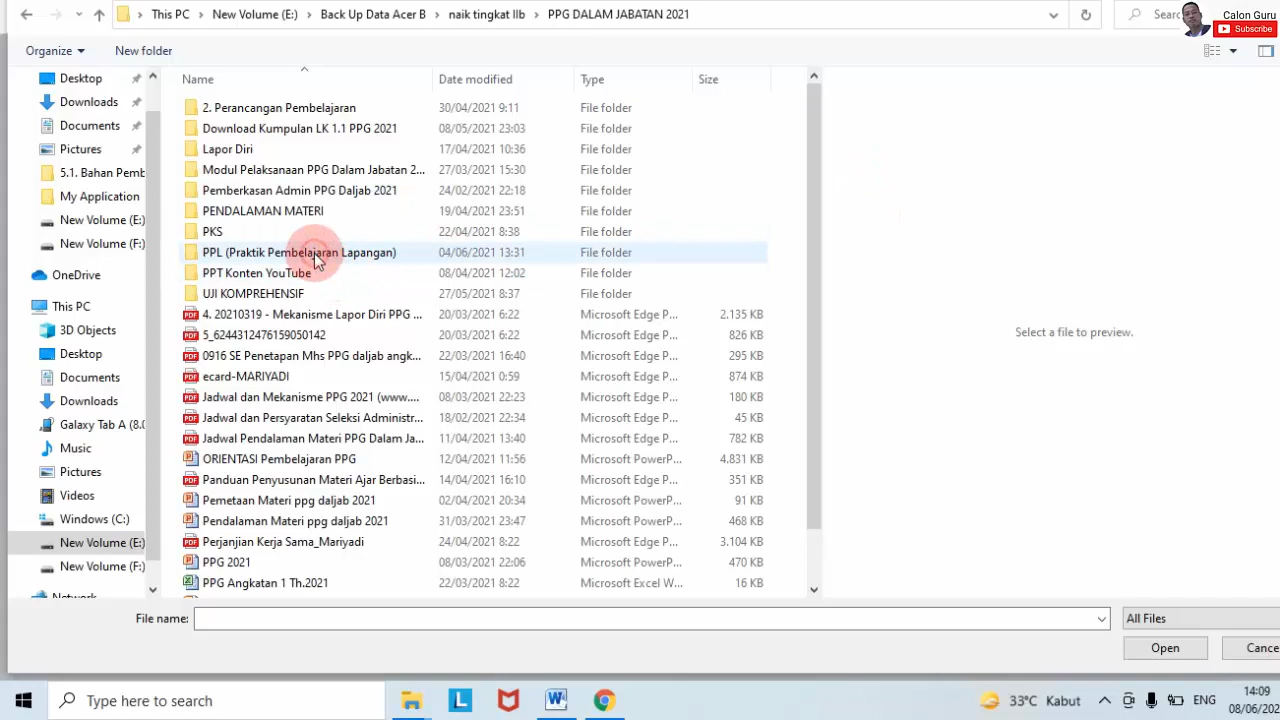 This PC > New Volume (E:) > Back Up Data Acer B > naik tingkat IIb > PPG DALAM JABATAN 2021
Calon Guru
Subscribe
Organize
New folder
Name Date modified Type Size
Desktop
Downloads
Documents
Pictures
5.1. Bahan Pemb
My Application
New Volume (E:)
New Volume (F:)
OneDrive
This PC
3D Objects
Desktop
Documents
Downloads
Galaxy Tab A (8.0
Music
Pictures
Videos
Windows (C:)
New Volume (E:)
New Volume (F:)
Network
2. Perancangan Pembelajaran 30/04/2021 9:11 File folder
Download Kumpulan LK 1.1 PPG 2021 08/05/2021 23:03 File folder
Lapor Diri 17/04/2021 10:36 File folder
Modul Pelaksanaan PPG Dalam Jabatan 2... 27/03/2021 15:30 File folder
Pemberkasan Admin PPG Daljab 2021 24/02/2021 22:18 File folder
PENDALAMAN MATERI 19/04/2021 23:51 File folder
PKS 22/04/2021 8:38 File folder
PPL (Praktik Pembelajaran Lapangan) 04/06/2021 13:31 File folder
PPT Konten YouTube 08/04/2021 12:02 File folder
UJI KOMPREHENSIF 27/05/2021 8:37 File folder
4. 20210319 - Mekanisme Lapor Diri PPG ... 20/03/2021 6:22 Microsoft Edge P... 2.135 KB
5_6244312476159050142 20/03/2021 6:22 Microsoft Edge P... 826 KB
0916 SE Penetapan Mhs PPG daljab angk... 22/03/2021 16:40 Microsoft Edge P... 295 KB
ecard-MARIYADI 15/04/2021 0:59 Microsoft Edge P... 874 KB
Jadwal dan Mekanisme PPG 2021 (www.... 08/03/2021 22:23 Microsoft Edge P... 180 KB
Jadwal dan Persyaratan Seleksi Administr... 18/02/2021 22:34 Microsoft Edge P... 45 KB
Jadwal Pendalaman Materi PPG Dalam Ja... 11/04/2021 13:40 Microsoft Edge P... 782 KB
ORIENTASI Pembelajaran PPG 12/04/2021 11:56 Microsoft PowerP... 4.831 KB
Panduan Penyusunan Materi Ajar Berbasi... 14/04/2021 16:10 Microsoft Edge P... 351 KB
Pemetaan Materi ppg daljab 2021 02/04/2021 20:34 Microsoft PowerP... 91 KB
Pendalaman Materi ppg daljab 2021 31/03/2021 23:47 Microsoft PowerP... 468 KB
Perjanjian Kerja Sama_Mariyadi 24/04/2021 8:22 Microsoft Edge P... 3.104 KB
PPG 2021 08/03/2021 22:06 Microsoft PowerP... 470 KB
PPG Angkatan 1 Th.2021 22/03/2021 8:22 Microsoft Excel W... 16 KB
Select a file to preview.
File name:
All Files
Open
Cance
Type here to search
33°C Kabut
ENG
14:09
08/06/202